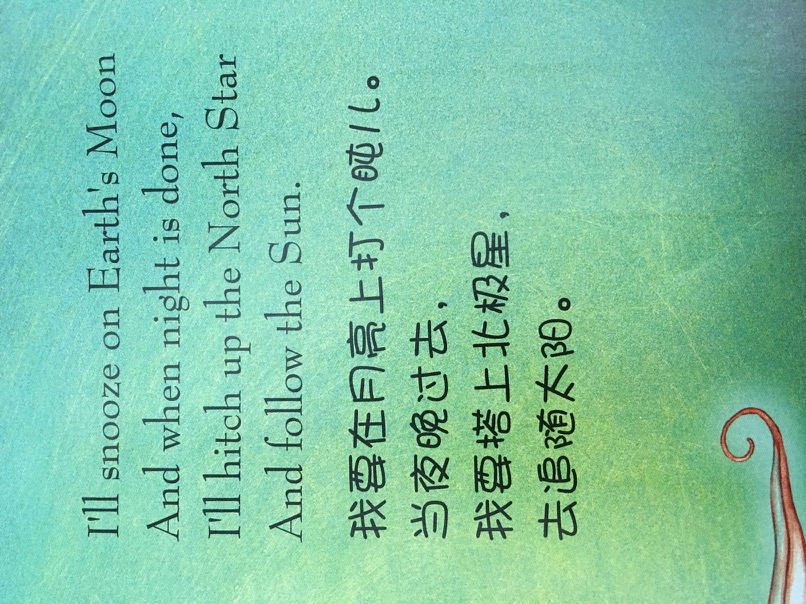 I'll snooze on Earth's Moon
And when night is done,
I'll hitch up the North Star
And follow the Sun.
我要在月亮上打个盹儿。
当夜晚过去，
我要搭上北极星，
去追随太阳。